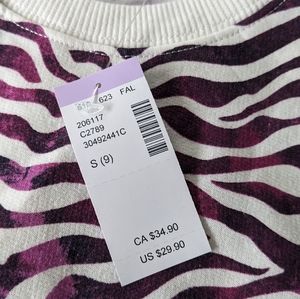 623 FAL
206117
C2789
30492441C
S (9)
CA $34.90
US $29.90